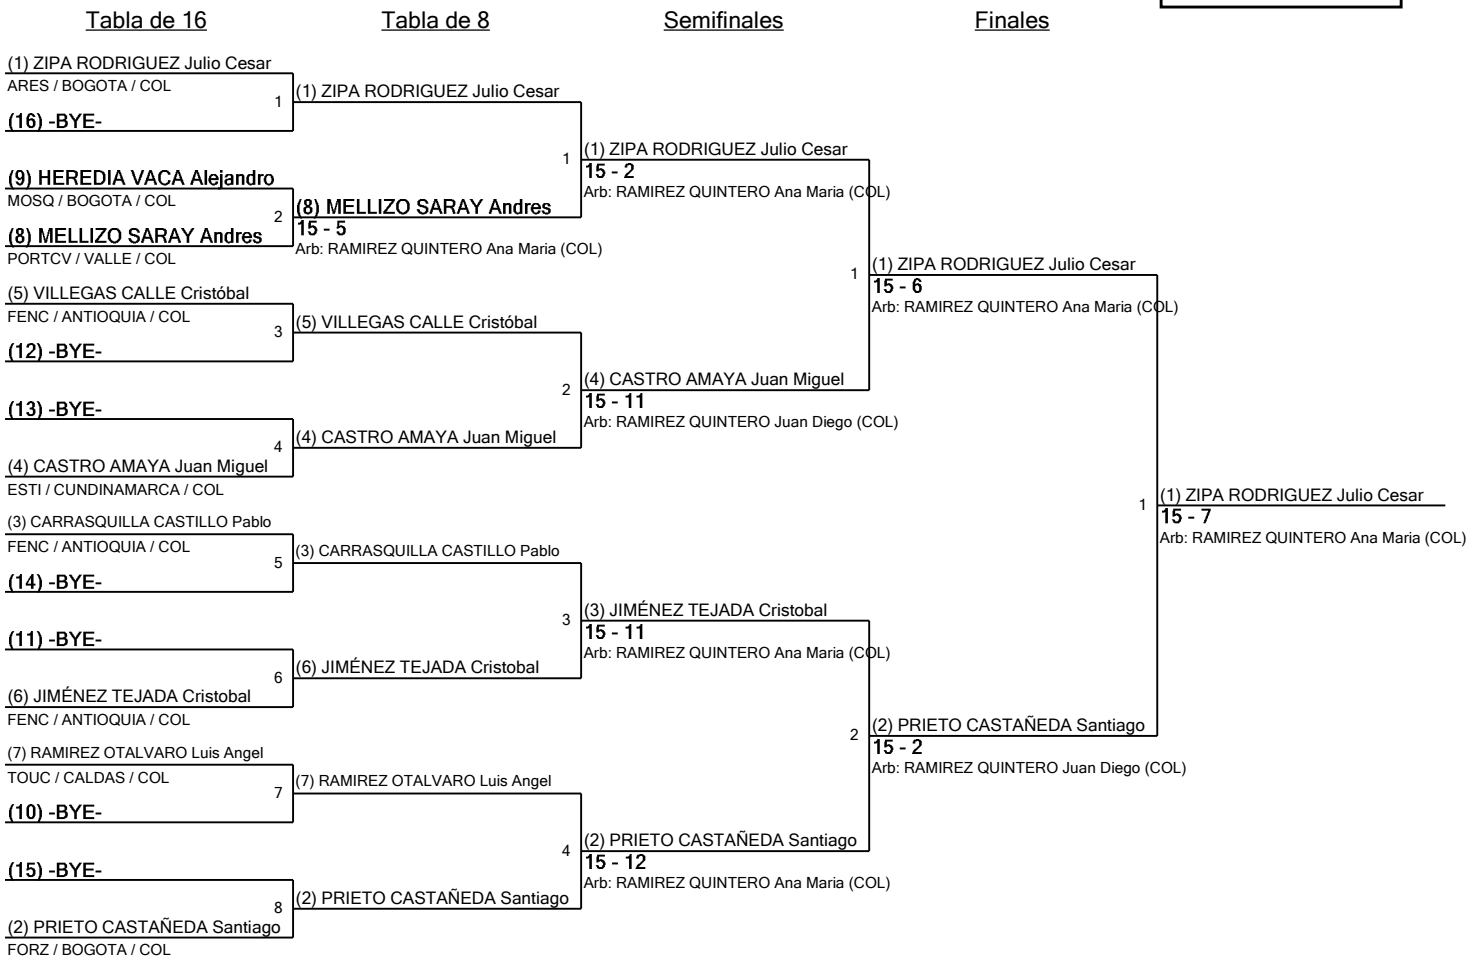 Tabla de 16
Tabla de 8
Semifinales
Finales
(1) ZIPA RODRIGUEZ Julio Cesar
ARES / BOGOTA / COL
1
(16) -BYE-
(9) HEREDIA VACA Alejandro
MOSQ / BOGOTA / COL
2
(8) MELLIZO SARAY Andres
PORTCV / VALLE / COL
(5) VILLEGAS CALLE Cristóbal
FENC / ANTIOQUIA / COL
3
(12) -BYE-
(13) -BYE-
4
(4) CASTRO AMAYA Juan Miguel
ESTI / CUNDINAMARCA / COL
(3) CARRASQUILLA CASTILLO Pablo
FENC / ANTIOQUIA / COL
5
(14) -BYE-
(11) -BYE-
6
(6) JIMÉNEZ TEJADA Cristobal
FENC / ANTIOQUIA / COL
(7) RAMIREZ OTALVARO Luis Angel
TOUC / CALDAS / COL
7
(10) -BYE-
(15) -BYE-
8
(2) PRIETO CASTAÑEDA Santiago
FORZ / BOGOTA / COL
(1) ZIPA RODRIGUEZ Julio Cesar
1
(8) MELLIZO SARAY Andres
15 - 5
Arb: RAMIREZ QUINTERO Ana Maria (COL)
(5) VILLEGAS CALLE Cristóbal
2
(4) CASTRO AMAYA Juan Miguel
(3) CARRASQUILLA CASTILLO Pablo
3
(6) JIMÉNEZ TEJADA Cristobal
(7) RAMIREZ OTALVARO Luis Angel
4
(2) PRIETO CASTAÑEDA Santiago
(1) ZIPA RODRIGUEZ Julio Cesar
15 - 2
Arb: RAMIREZ QUINTERO Ana Maria (COL)
1
(4) CASTRO AMAYA Juan Miguel
15 - 11
Arb: RAMIREZ QUINTERO Juan Diego (COL)
(3) JIMÉNEZ TEJADA Cristobal
15 - 11
Arb: RAMIREZ QUINTERO Ana Maria (COL)
2
(2) PRIETO CASTAÑEDA Santiago
15 - 12
Arb: RAMIREZ QUINTERO Ana Maria (COL)
(1) ZIPA RODRIGUEZ Julio Cesar
15 - 6
Arb: RAMIREZ QUINTERO Ana Maria (COL)
1
(2) PRIETO CASTAÑEDA Santiago
15 - 2
Arb: RAMIREZ QUINTERO Juan Diego (COL)
(1) ZIPA RODRIGUEZ Julio Cesar
15 - 7
Arb: RAMIREZ QUINTERO Ana Maria (COL)